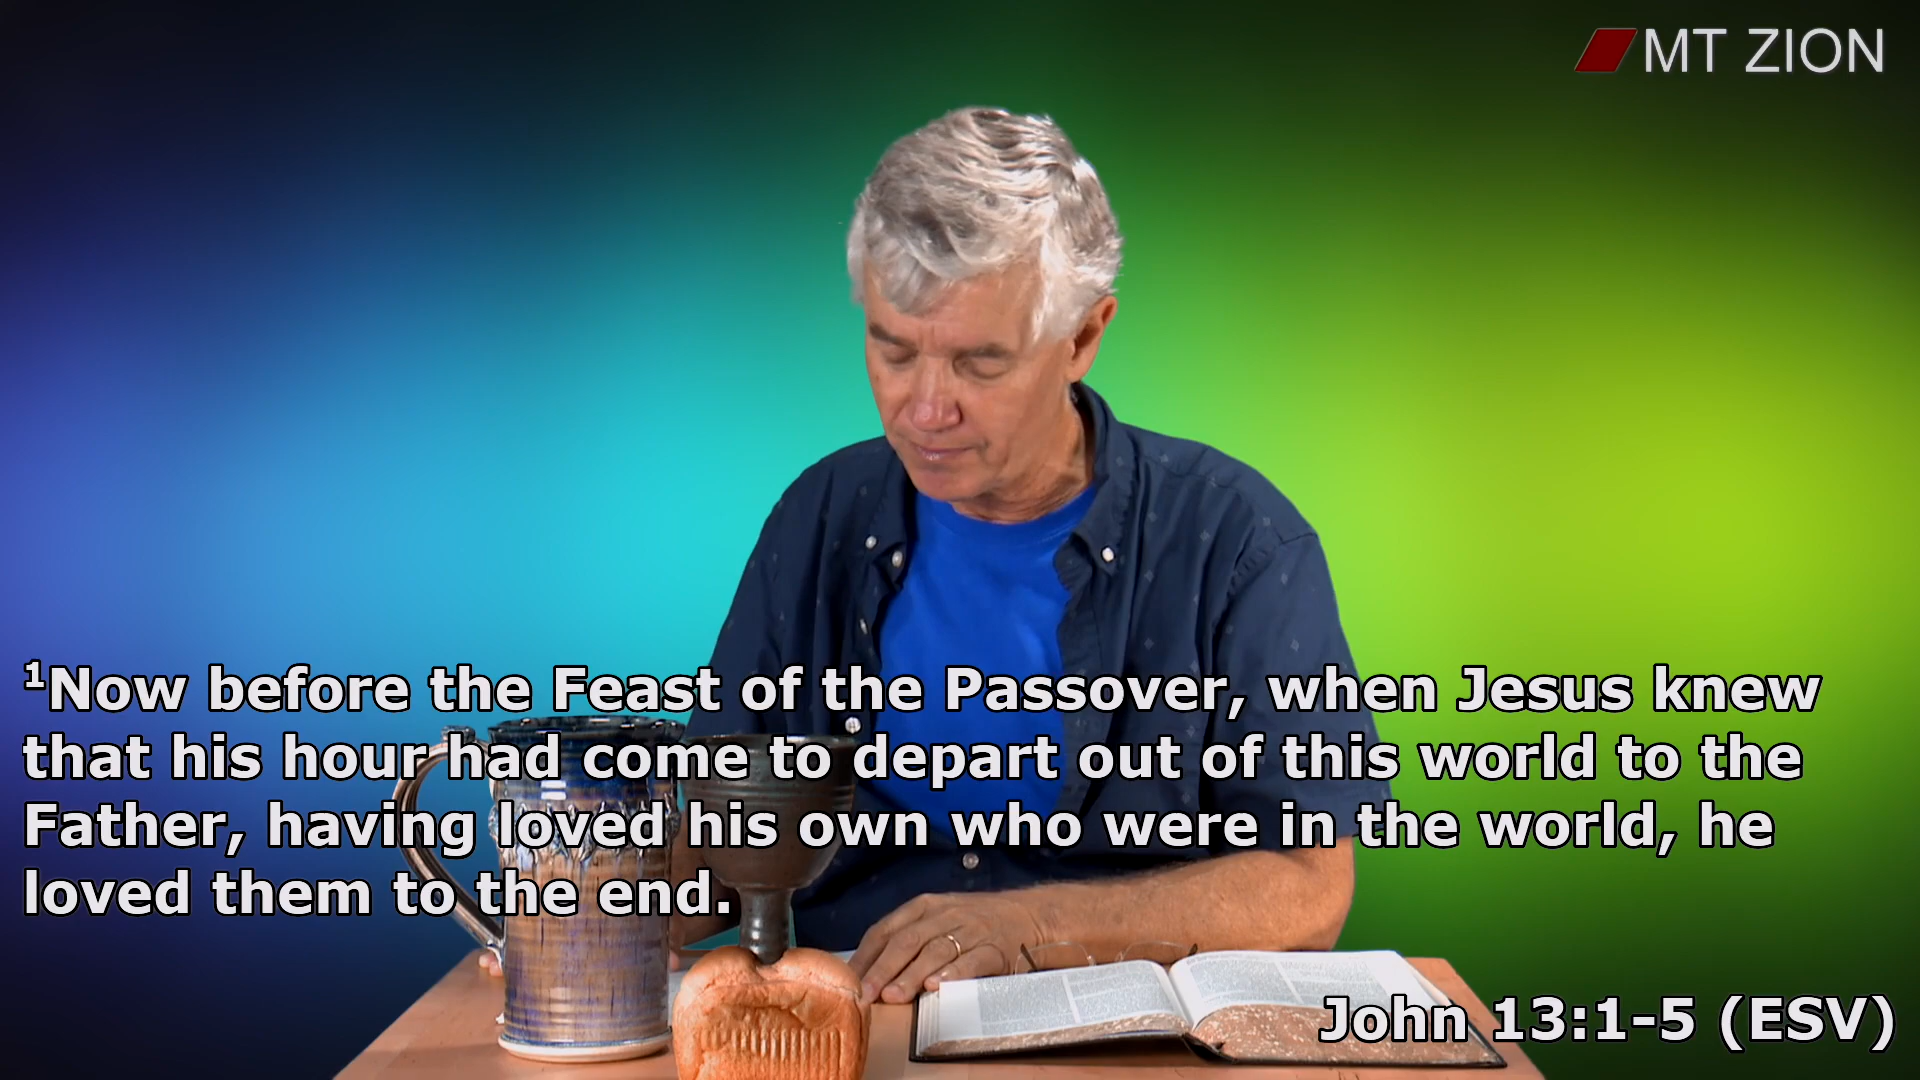 MT ZION
¹Now before the Feast of the Passover, when Jesus knew
that his hour had come to depart out of this world to the
Father, having loved his own who were in the world, he
loved them to the end.
John 13:1-5 (ESV)